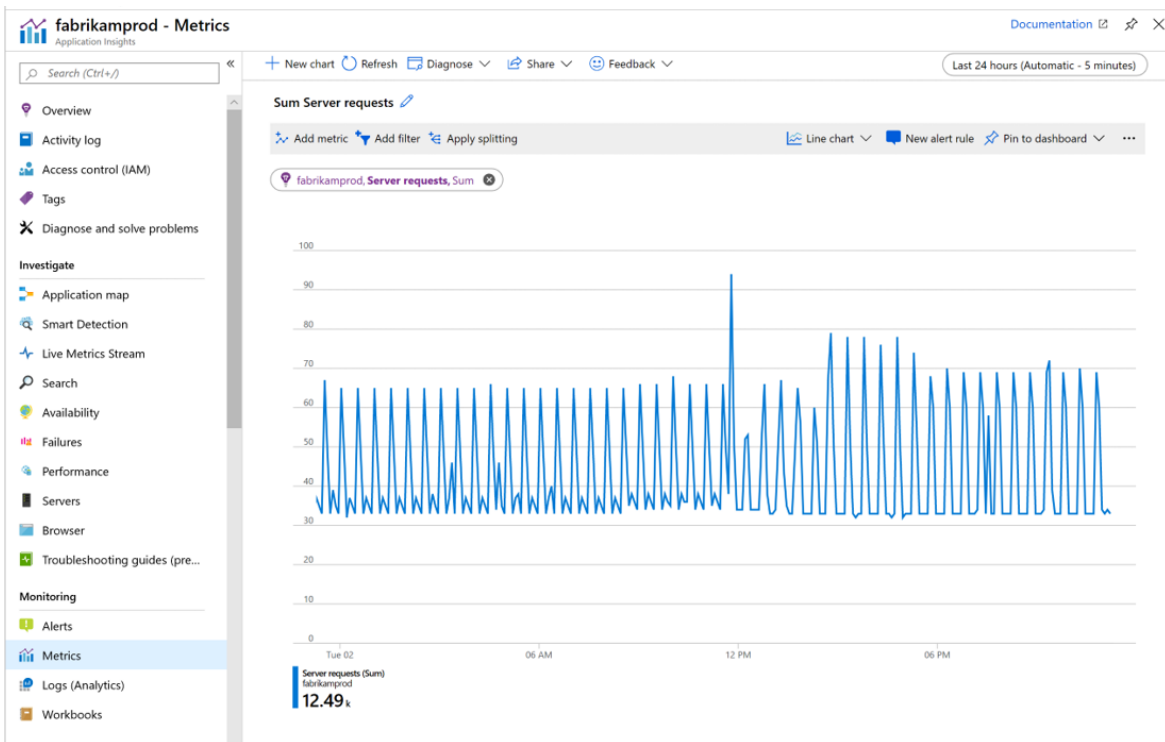 fabrikamprod - Metrics
Application Insights
Documentation
Search (Ctrl+/)
«
Overview
Activity log
Access control (IAM)
Tags
Diagnose and solve problems
Investigate
Application map
Smart Detection
Live Metrics Stream
Search
Availability
Failures
Performance
Servers
Browser
Troubleshooting guides (pre...
Monitoring
Alerts
Metrics
Logs (Analytics)
Workbooks
New chart Refresh Diagnose Share Feedback
Last 24 hours (Automatic - 5 minutes)
Sum Server requests
Add metric Add filter Apply splitting Line chart New alert rule Pin to dashboard ...
fabrikamprod, Server requests, Sum
100
90
80
70
60
50
40
30
20
10
0
Tue 02 06 AM 12 PM 06 PM
Server requests (Sum)
fabrikamprod
12.49 k